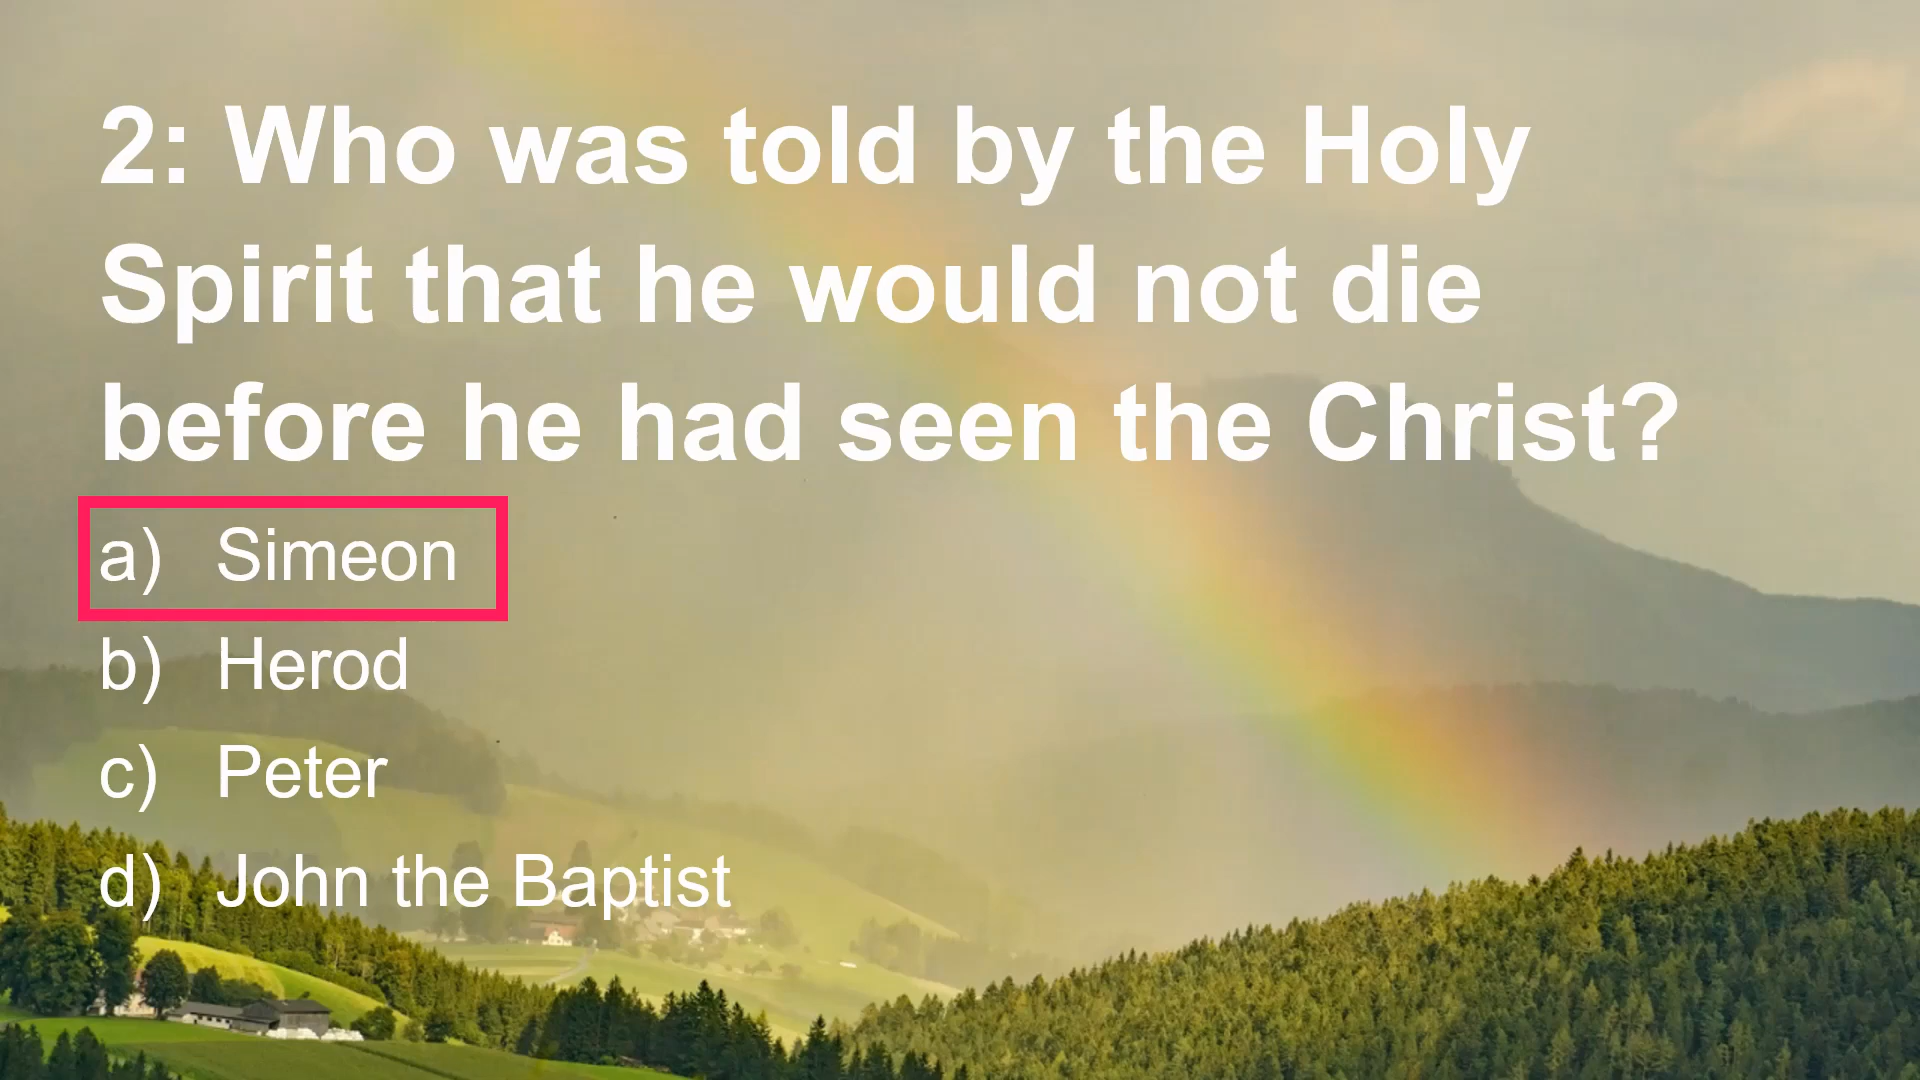 2: Who was told by the Holy
Spirit that he would not die
before he had seen the Christ?
a) Simeon
b) Herod
c) Peter
d) John the Baptist